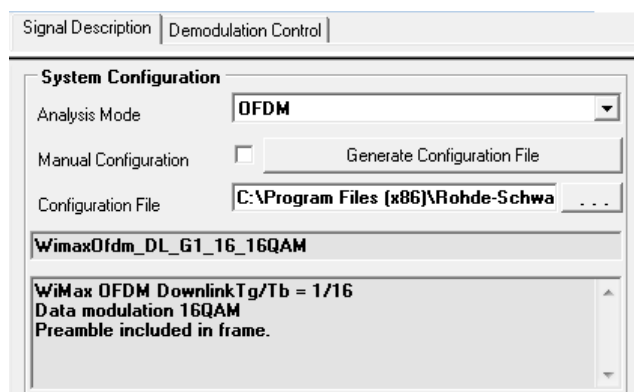 Signal Description Demodulation Control
System Configuration
Analysis Mode OFDM
Manual Configuration Generate Configuration File
Configuration File C:\Program Files (x86)\Rohde-Schwa ...
WimaxOfdm_DL_G1_16_16QAM
WiMax OFDM DownlinkTg/Tb = 1/16
Data modulation 16QAM
Preamble included in frame.